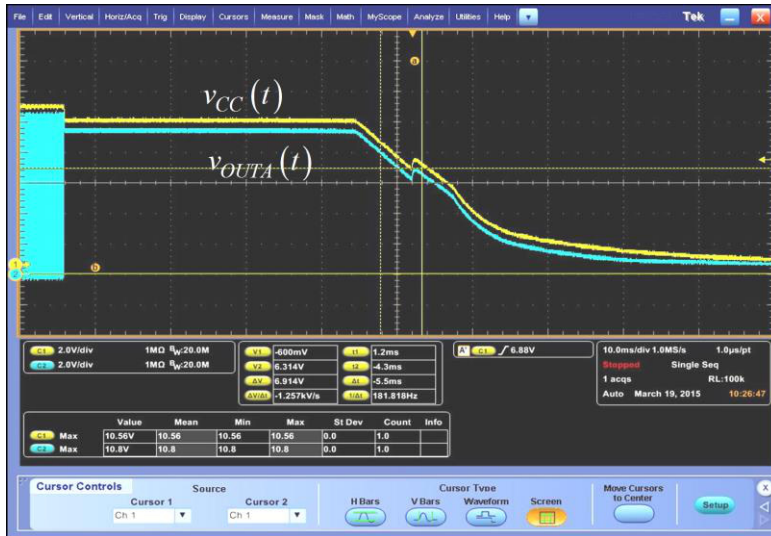 File Edit Vertical Horiz/Acq Trig Display Cursors Measure Mask Math MyScope Analyze Utilities Help Tek X
a
v_CC(t)
v_OUTA(t)
1
2
b
C1 2.0V/div 1MΩ BW:20.0M
C2 2.0V/div 1MΩ BW:20.0M
V1 -600mV t1 1.2ms
V2 6.314V t2 -4.3ms
ΔV 6.914V Δt -5.5ms
ΔV/Δt -1.257kV/s 1/Δt 181.818Hz
A' C1 6.88V
10.0ms/div 1.0MS/s 1.0µs/pt
Stopped Single Seq
1 acqs RL:100k
Auto March 19, 2015 10:26:47
Value Mean Min Max St Dev Count Info
C1 Max 10.56V 10.56 10.56 10.56 0.0 1.0
C2 Max 10.8V 10.8 10.8 10.8 0.0 1.0
Cursor Controls
Source
Cursor 1 Cursor 2
Ch 1 Ch 1
Cursor Type
H Bars V Bars Waveform Screen
Move Cursors
to Center
Setup
X